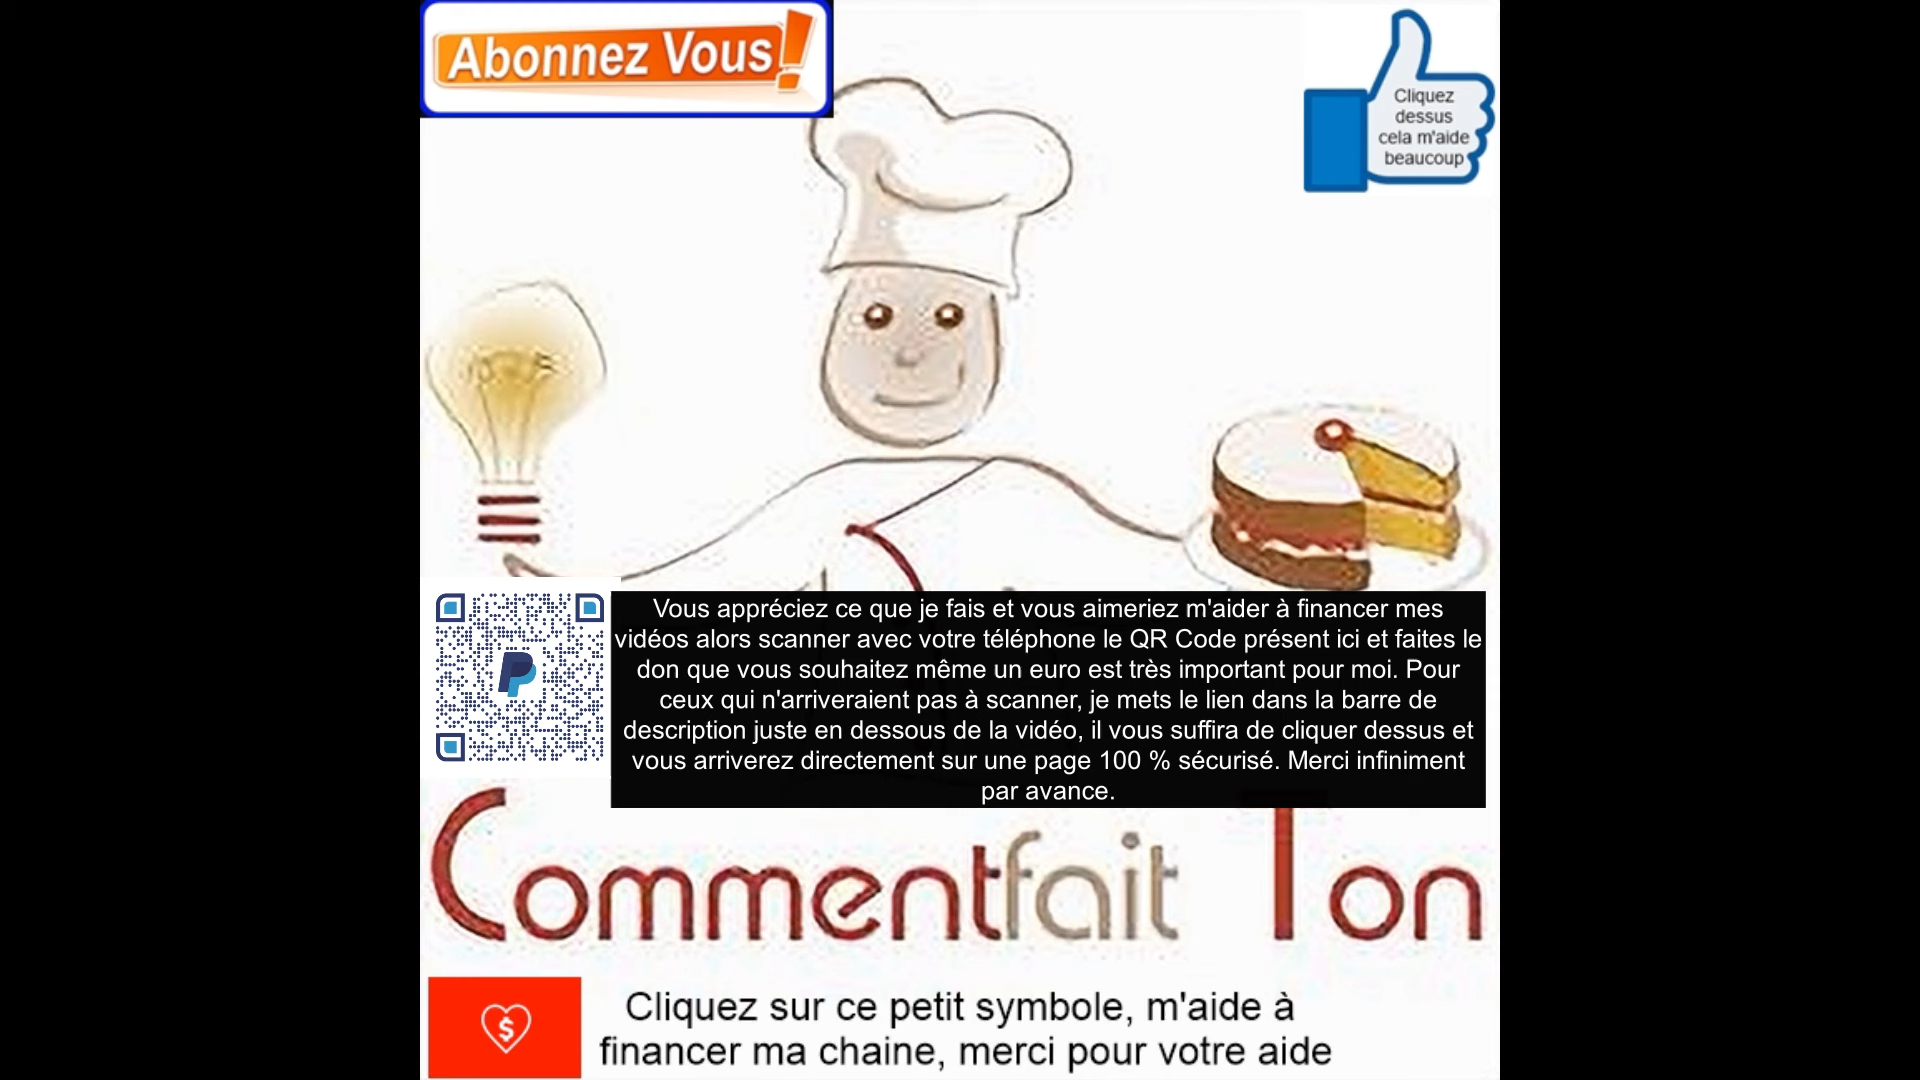 Abonnez Vous!
Cliquez
dessus
cela m'aide
beaucoup
Vous appréciez ce que je fais et vous aimeriez m'aider à financer mes
vidéos alors scanner avec votre téléphone le QR Code présent ici et faites le
don que vous souhaitez même un euro est très important pour moi. Pour
ceux qui n'arriveraient pas à scanner, je mets le lien dans la barre de
description juste en dessous de la vidéo, il vous suffira de cliquer dessus et
vous arriverez directement sur une page 100 % sécurisé. Merci infiniment
par avance.
Commentfait Ton
$
Cliquez sur ce petit symbole, m'aide à
financer ma chaine, merci pour votre aide